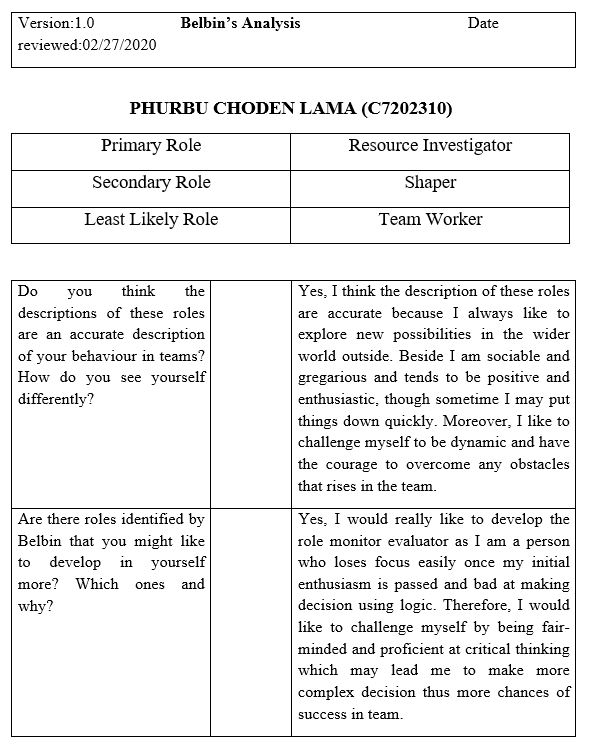 Version:1.0 Belbin's Analysis Date
reviewed:02/27/2020
PHURBU CHODEN LAMA (C7202310)
Primary Role Resource Investigator
Secondary Role Shaper
Least Likely Role Team Worker
Do you think the
descriptions of these roles
are an accurate description
of your behaviour in teams?
How do you see yourself
differently?
Yes, I think the description of these roles
are accurate because I always like to
explore new possibilities in the wider
world outside. Beside I am sociable and
gregarious and tends to be positive and
enthusiastic, though sometime I may put
things down quickly. Moreover, I like to
challenge myself to be dynamic and have
the courage to overcome any obstacles
that rises in the team.
Are there roles identified by
Belbin that you might like
to develop in yourself
more? Which ones and
why?
Yes, I would really like to develop the
role monitor evaluator as I am a person
who loses focus easily once my initial
enthusiasm is passed and bad at making
decision using logic. Therefore, I would
like to challenge myself by being fair-
minded and proficient at critical thinking
which may lead me to make more
complex decision thus more chances of
success in team.